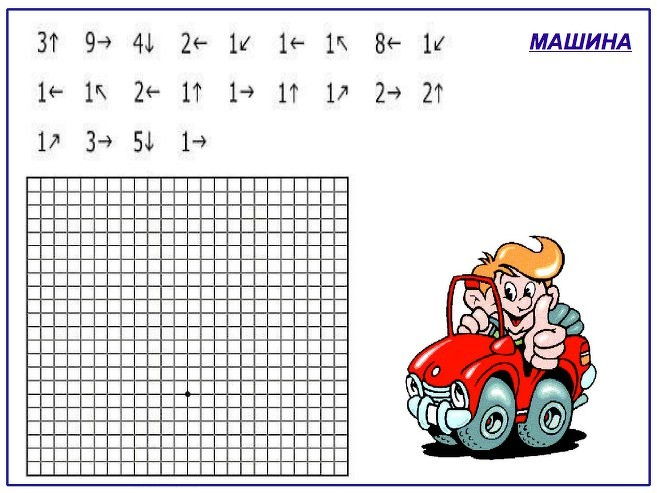 3↑ 9→ 4↓ 2← 1↙ 1← 1↖ 8← 1↙
МАШИНА
1← 1↖ 2← 1↑ 1→ 1↑ 1↗ 2→ 2↑
1↗ 3→ 5↓ 1→